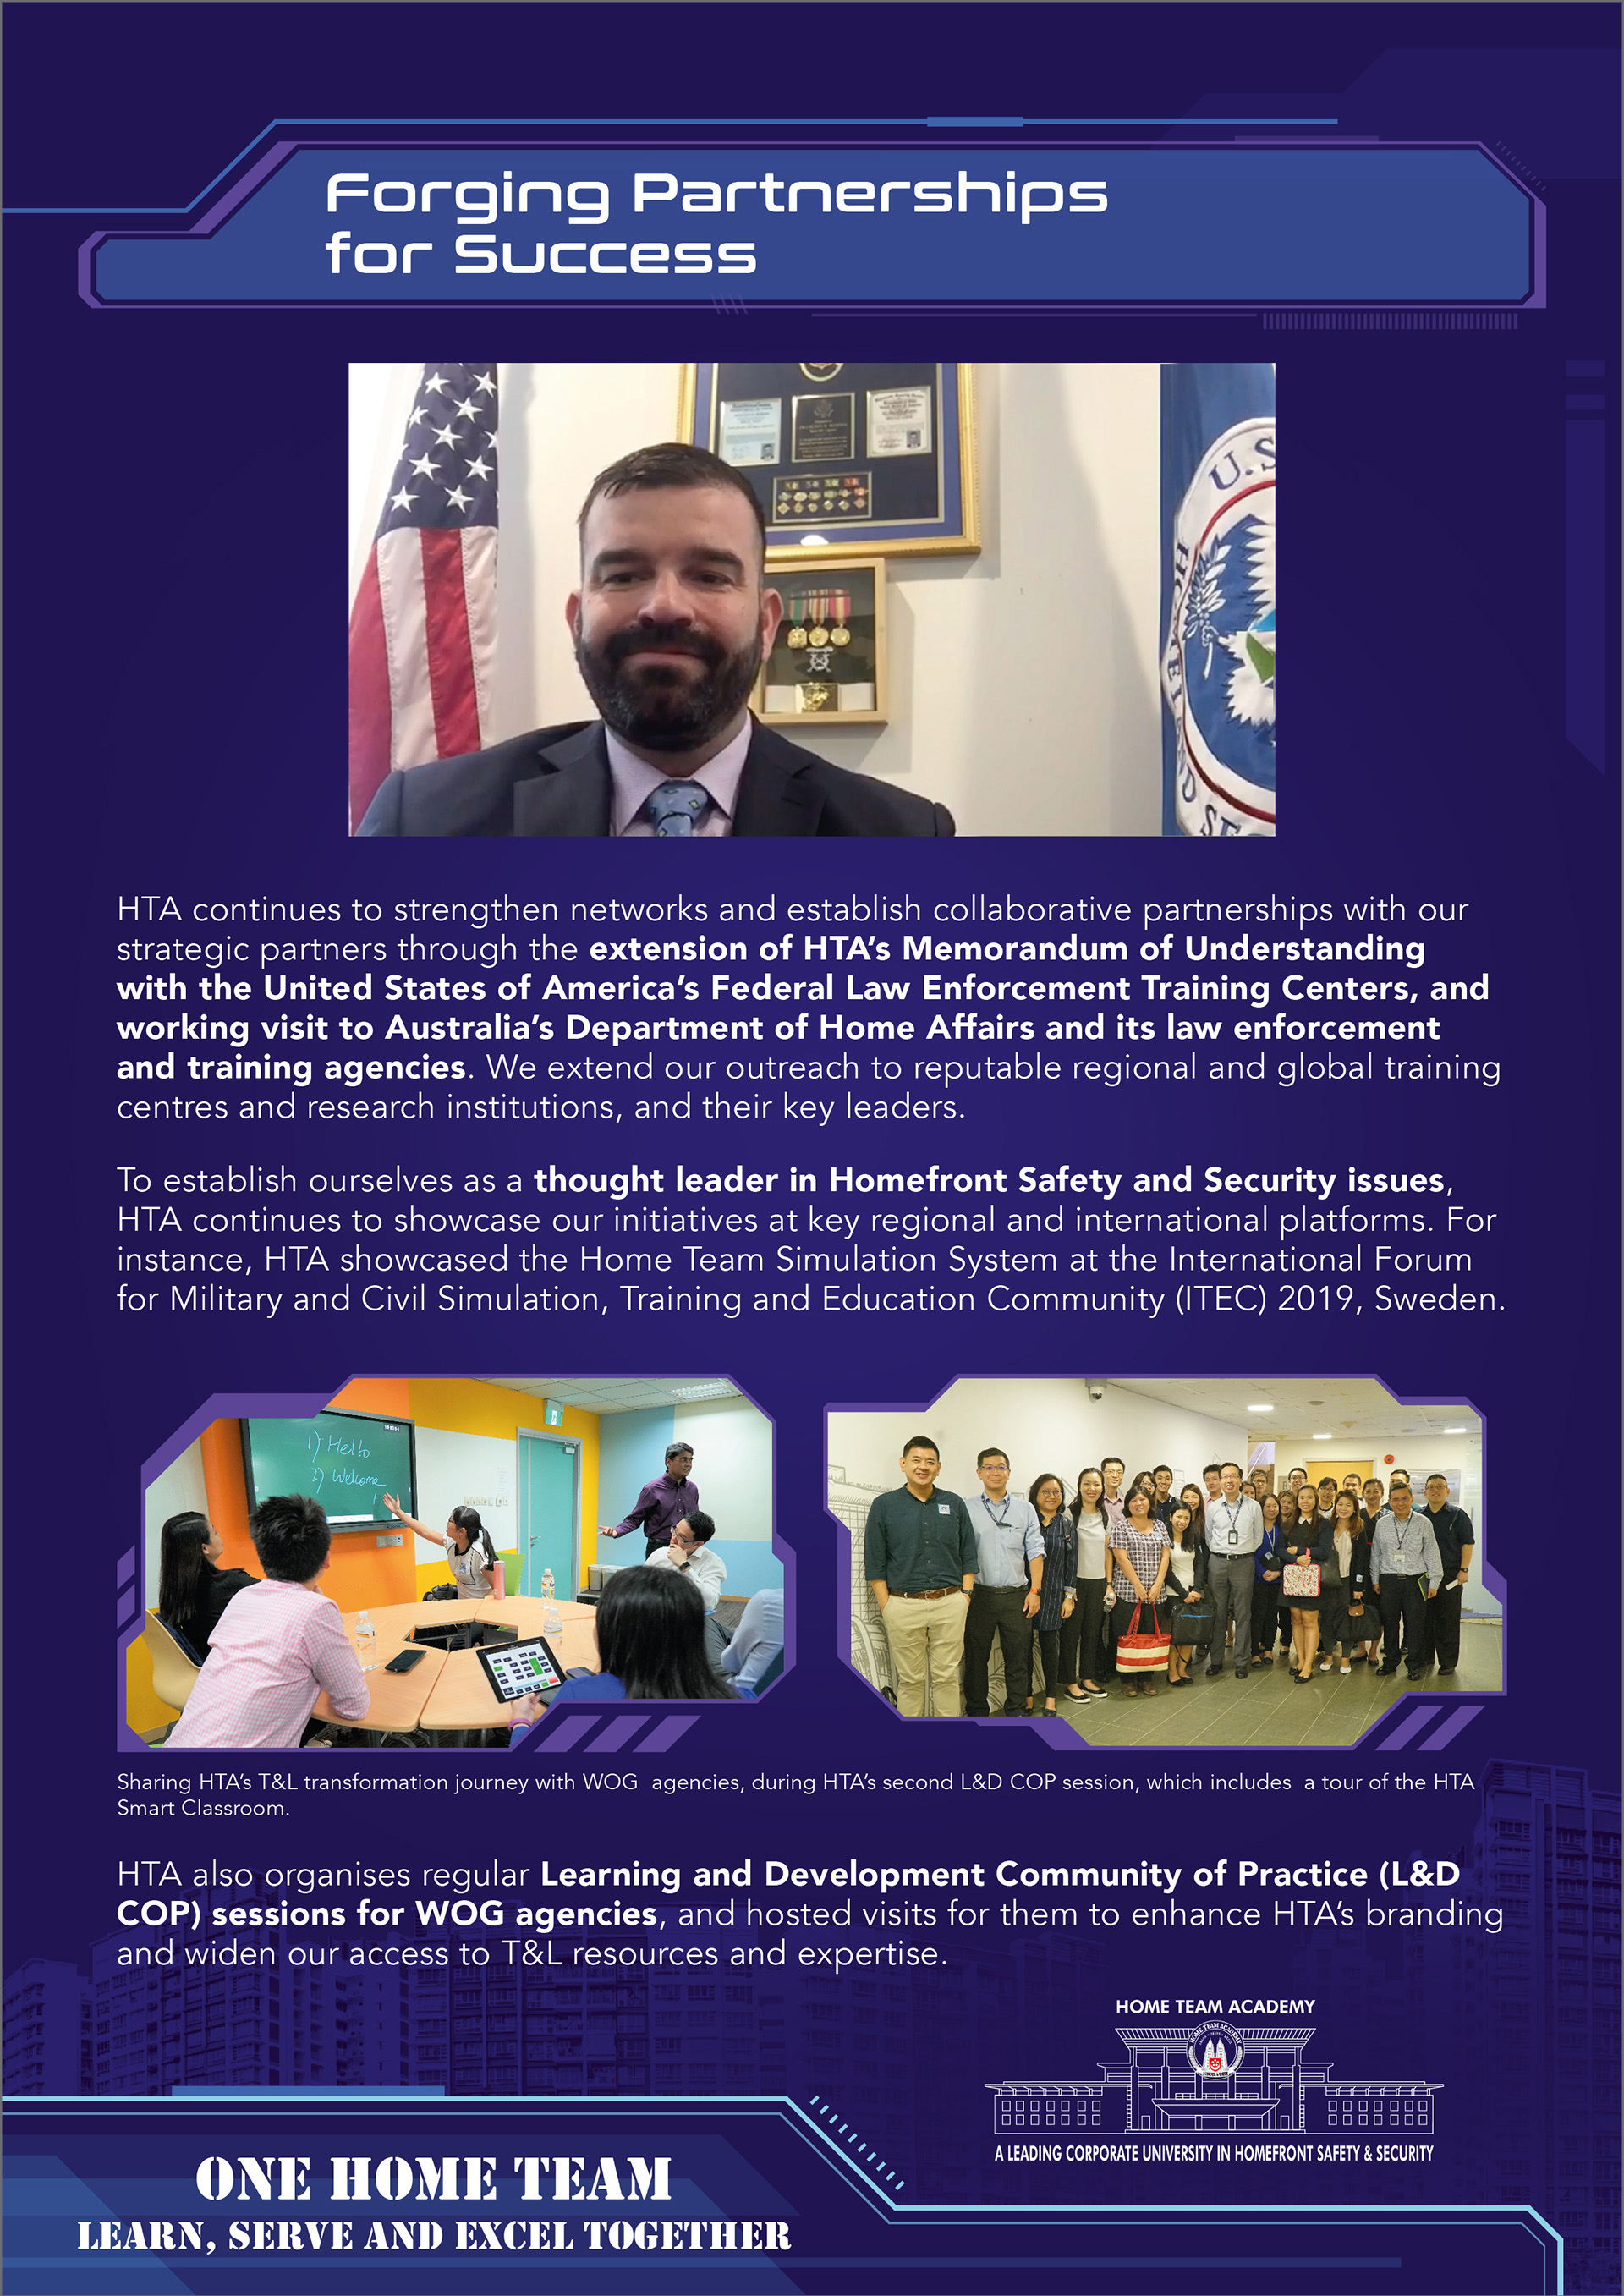 Forging Partnerships
for Success
U.S
HTA continues to strengthen networks and establish collaborative partnerships with our
strategic partners through the extension of HTA's Memorandum of Understanding
with the United States of America's Federal Law Enforcement Training Centers, and
working visit to Australia's Department of Home Affairs and its law enforcement
and training agencies. We extend our outreach to reputable regional and global training
centres and research institutions, and their key leaders.
To establish ourselves as a thought leader in Homefront Safety and Security issues,
HTA continues to showcase our initiatives at key regional and international platforms. For
instance, HTA showcased the Home Team Simulation System at the International Forum
for Military and Civil Simulation, Training and Education Community (ITEC) 2019, Sweden.
1) Hello
2) Welcome
Sharing HTA's T&L transformation journey with WOG agencies, during HTA's second L&D COP session, which includes a tour of the HTA
Smart Classroom.
HTA also organises regular Learning and Development Community of Practice (L&D
COP) sessions for WOG agencies, and hosted visits for them to enhance HTA's branding
and widen our access to T&L resources and expertise.
HOME TEAM ACADEMY
HOME TEAM ACADEMY
A LEADING CORPORATE UNIVERSITY IN HOMEFRONT SAFETY & SECURITY
ONE HOME TEAM
LEARN, SERVE AND EXCEL TOGETHER